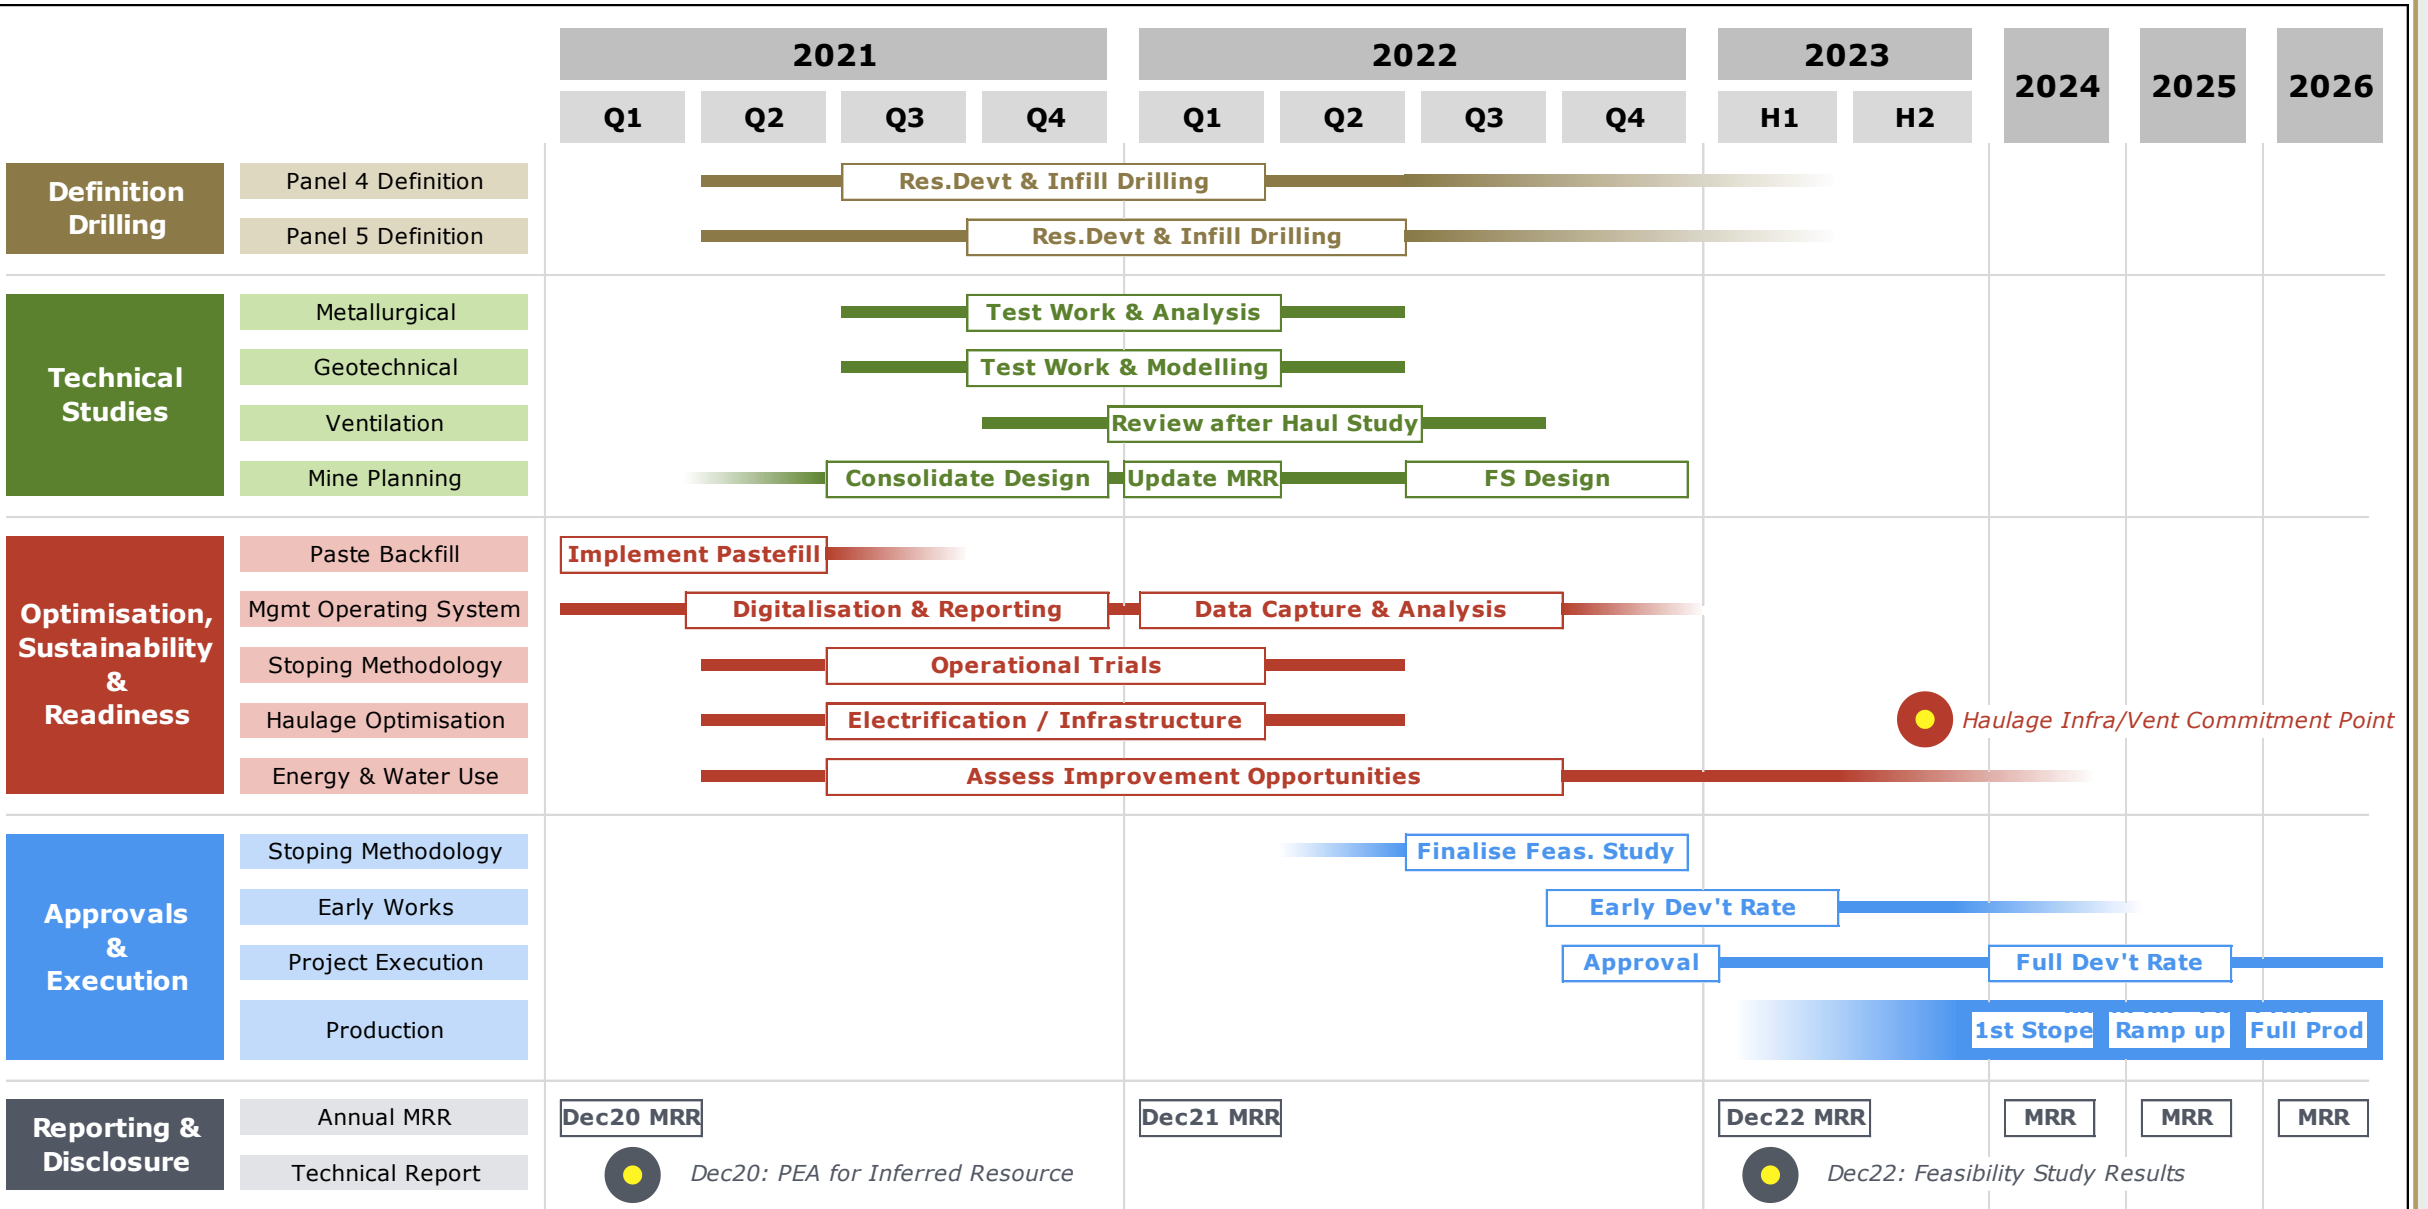 2021
2022
2023
2024
2025
2026
Q1
Q2
Q3
Q4
Q1
Q2
Q3
Q4
H1
H2
Definition
Drilling
Panel 4 Definition
Res.Devt & Infill Drilling
Panel 5 Definition
Res.Devt & Infill Drilling
Technical
Studies
Metallurgical
Test Work & Analysis
Geotechnical
Test Work & Modelling
Ventilation
Review after Haul Study
Mine Planning
Consolidate Design
Update MRR
FS Design
Optimisation,
Sustainability
&
Readiness
Paste Backfill
Implement Pastefill
Mgmt Operating System
Digitalisation & Reporting
Data Capture & Analysis
Stoping Methodology
Operational Trials
Haulage Optimisation
Electrification / Infrastructure
Haulage Infra/Vent Commitment Point
Energy & Water Use
Assess Improvement Opportunities
Approvals
&
Execution
Stoping Methodology
Finalise Feas. Study
Early Works
Early Dev't Rate
Project Execution
Approval
Full Dev't Rate
Production
1st Stope
Ramp up
Full Prod
Reporting &
Disclosure
Annual MRR
Dec20 MRR
Dec21 MRR
Dec22 MRR
MRR
MRR
MRR
Technical Report
Dec20: PEA for Inferred Resource
Dec22: Feasibility Study Results